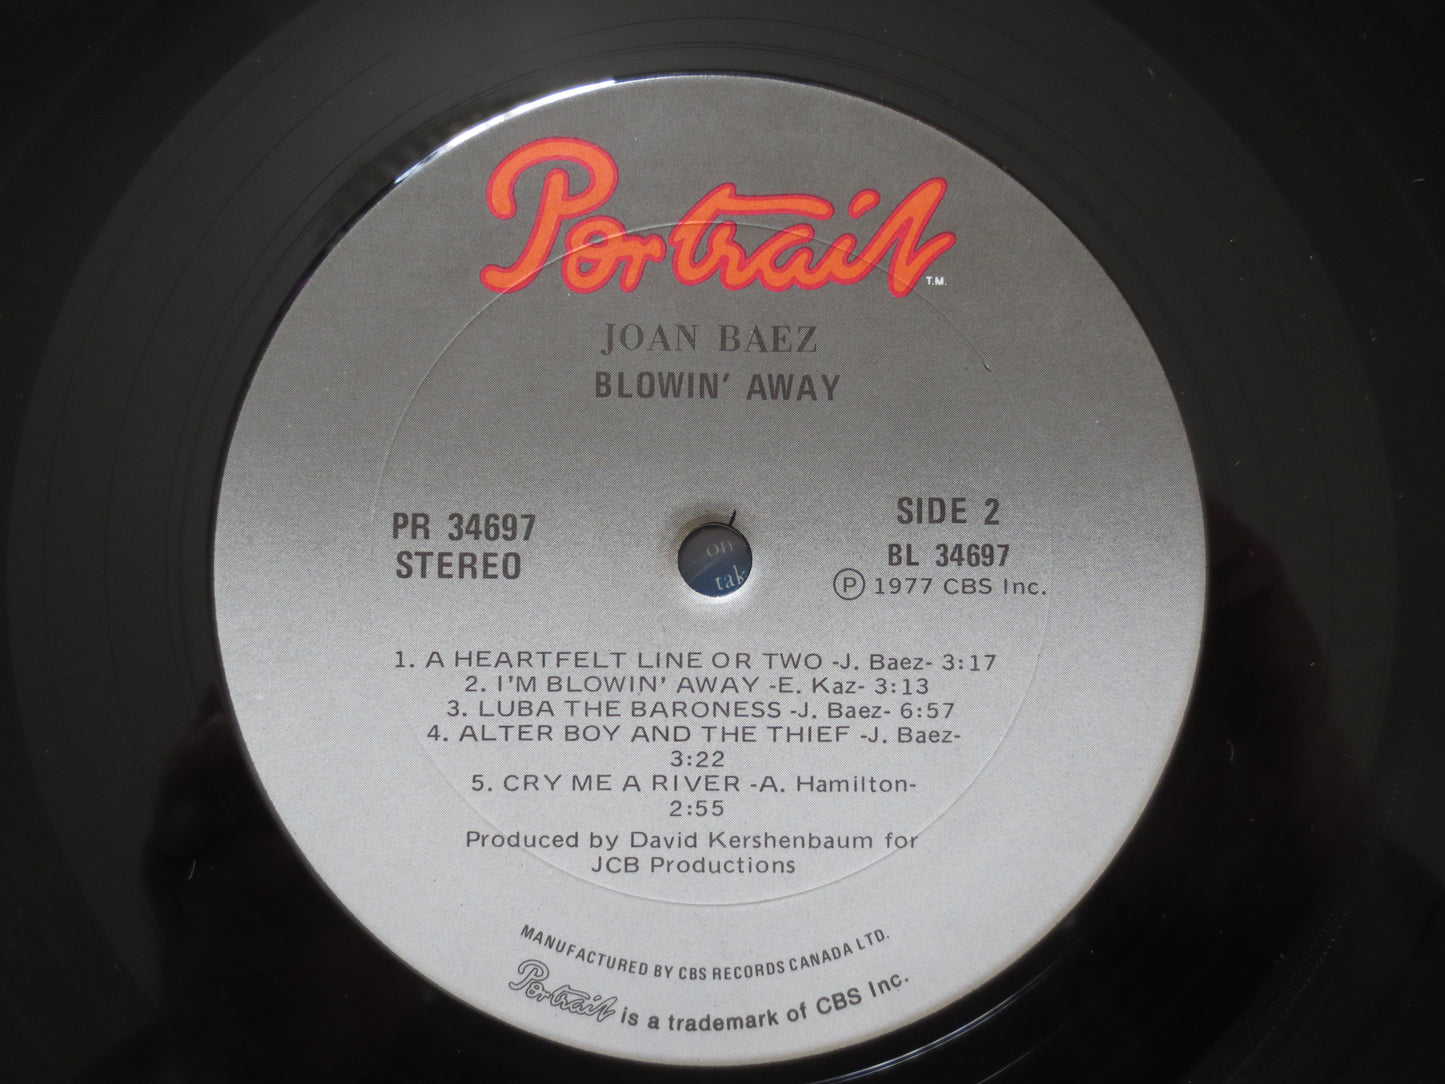 Portrait
T.M.
JOAN BAEZ
BLOWIN' AWAY
PR 34697
STEREO
SIDE 2
BL 34697
Ⓟ 1977 CBS Inc.
on
tak
1. A HEARTFELT LINE OR TWO -J. Baez- 3:17
2. I'M BLOWIN' AWAY -E. Kaz- 3:13
3. LUBA THE BARONESS -J. Baez- 6:57
4. ALTER BOY AND THE THIEF -J. Baez-
3:22
5. CRY ME A RIVER -A. Hamilton-
2:55
Produced by David Kershenbaum for
JCB Productions
MANUFACTURED BY CBS RECORDS CANADA LTD.
Portrait is a trademark of CBS Inc.